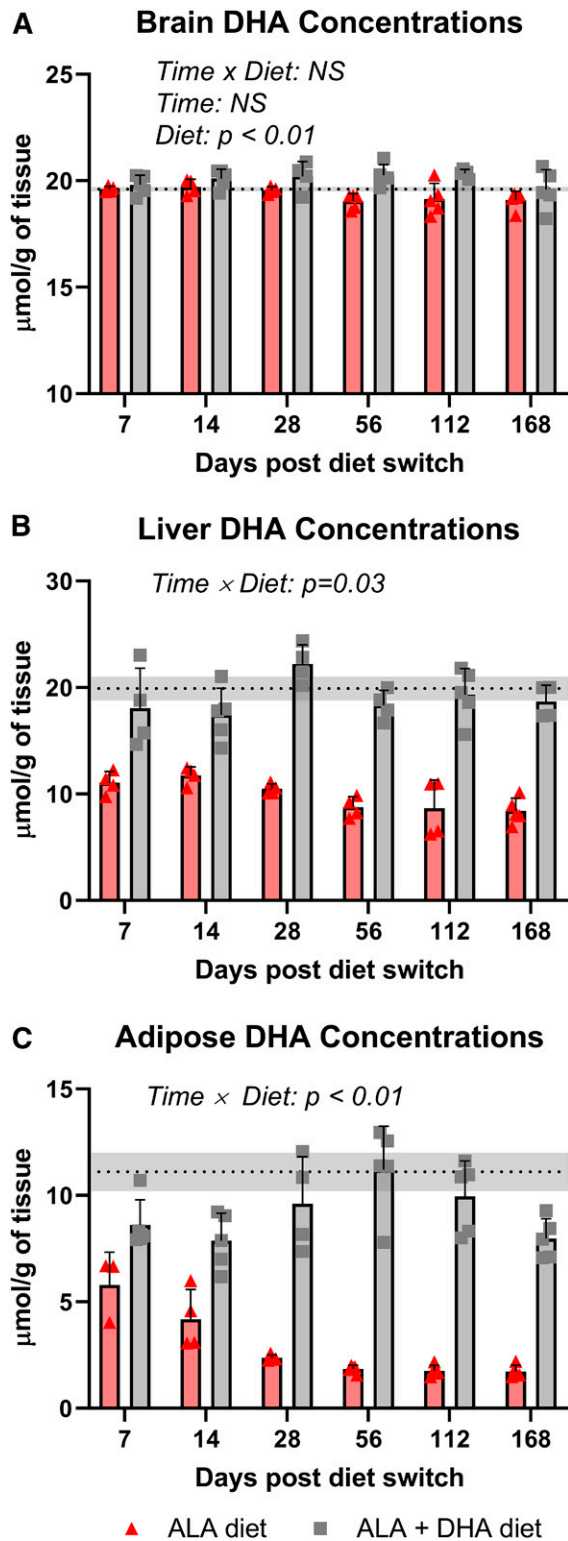 A Brain DHA Concentrations
Time x Diet: NS
Time: NS
Diet: p < 0.01
25
20
15
10
μmol/g of tissue
7 14 28 56 112 168
Days post diet switch
B Liver DHA Concentrations
Time × Diet: p=0.03
30
20
10
0
μmol/g of tissue
7 14 28 56 112 168
Days post diet switch
C Adipose DHA Concentrations
Time × Diet: p < 0.01
15
10
5
0
μmol/g of tissue
7 14 28 56 112 168
Days post diet switch
ALA diet ALA + DHA diet